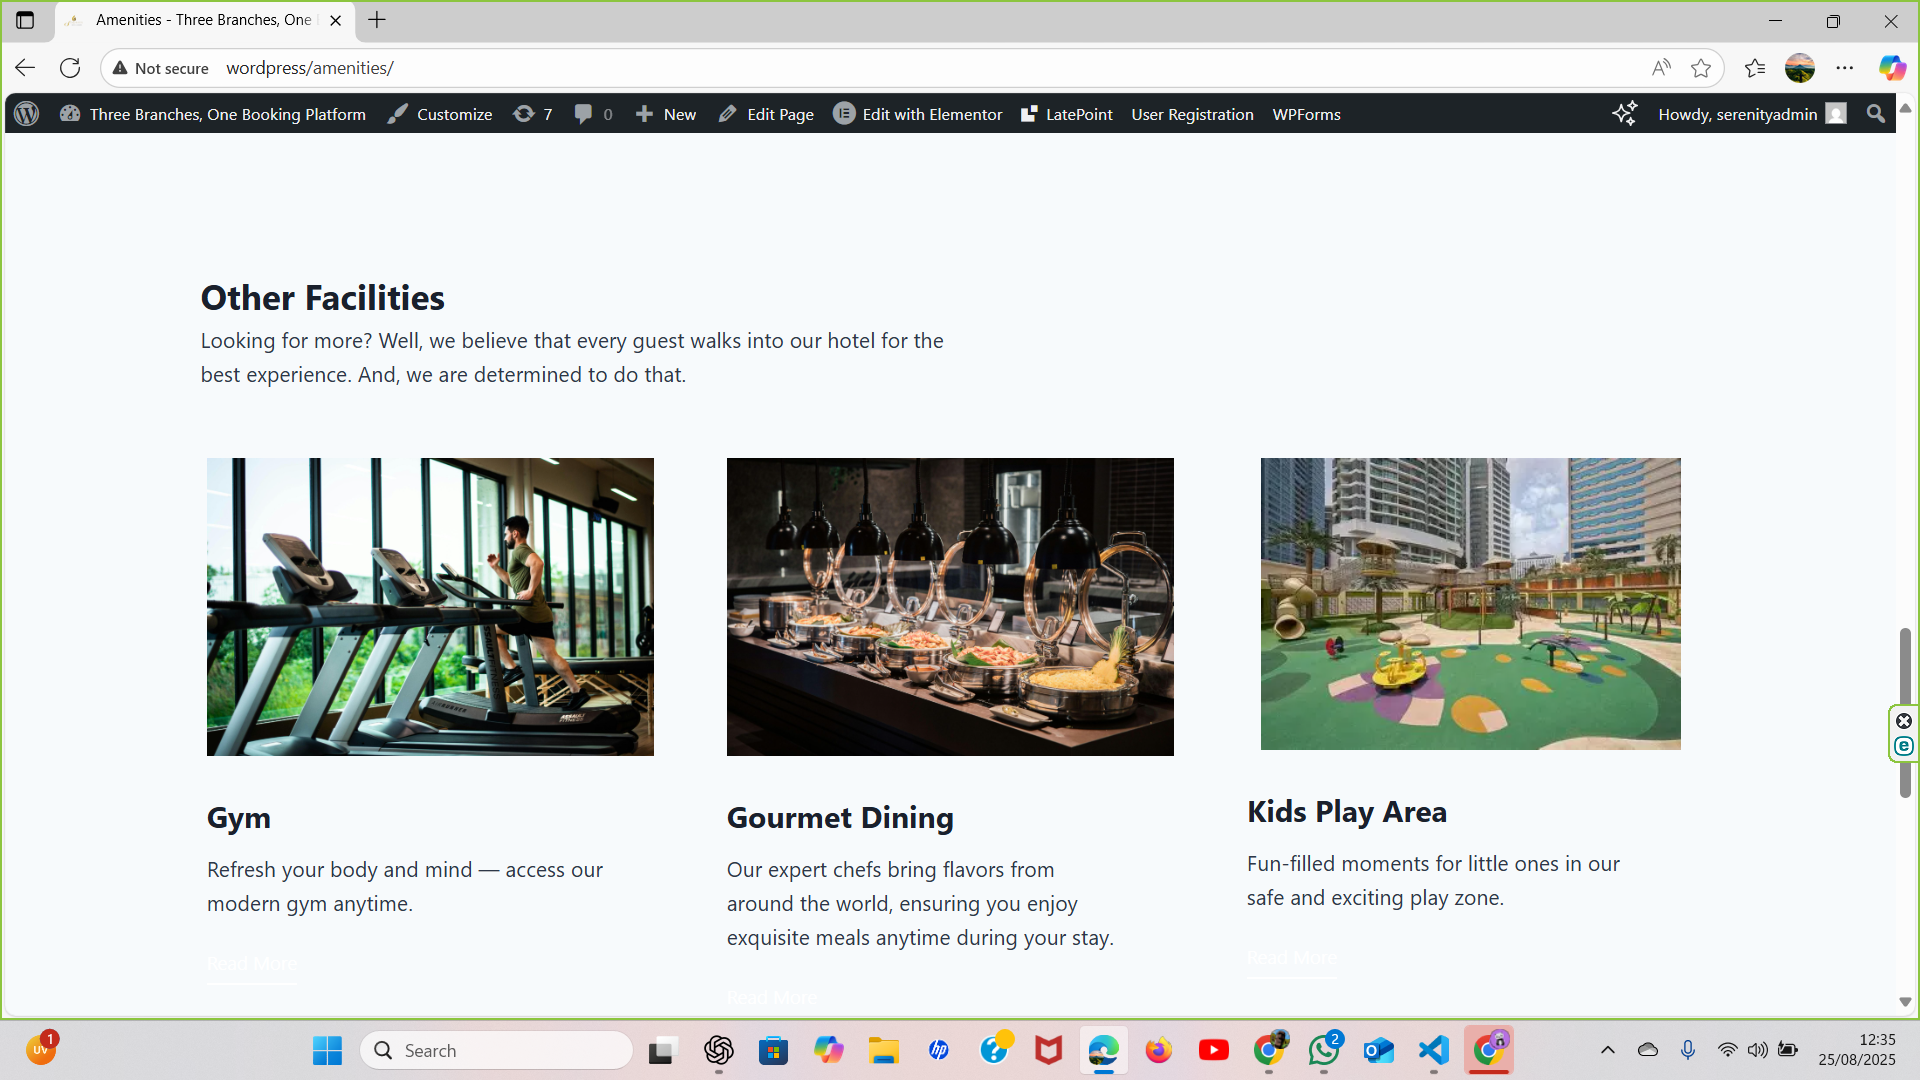 Amenities - Three Branches, One
Not secure
wordpress/amenities/
Three Branches, One Booking Platform
Customize
7
0
New
Edit Page
Edit with Elementor
LatePoint
User Registration
WPForms
Howdy, serenityadmin
Other Facilities
Looking for more? Well, we believe that every guest walks into our hotel for the
best experience. And, we are determined to do that.
Gym
Refresh your body and mind — access our
modern gym anytime.
Read More
Gourmet Dining
Our expert chefs bring flavors from
around the world, ensuring you enjoy
exquisite meals anytime during your stay.
Read More
Kids Play Area
Fun-filled moments for little ones in our
safe and exciting play zone.
Read More
UV
1
Search
hp
2
12:35
25/08/2025